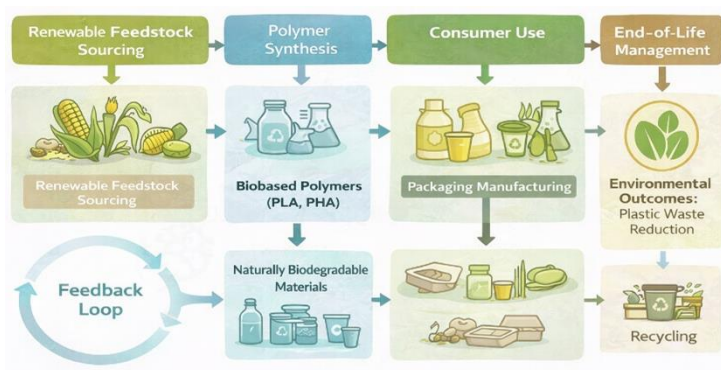 Renewable Feedstock
Sourcing
Polymer
Synthesis
Consumer Use
End-of-Life
Management
Renewable Feedstock
Sourcing
Biobased Polymers
(PLA, PHA)
Packaging Manufacturing
Environmental
Outcomes:
Plastic Waste
Reduction
Feedback
Loop
Naturally Biodegradable
Materials
Recycling